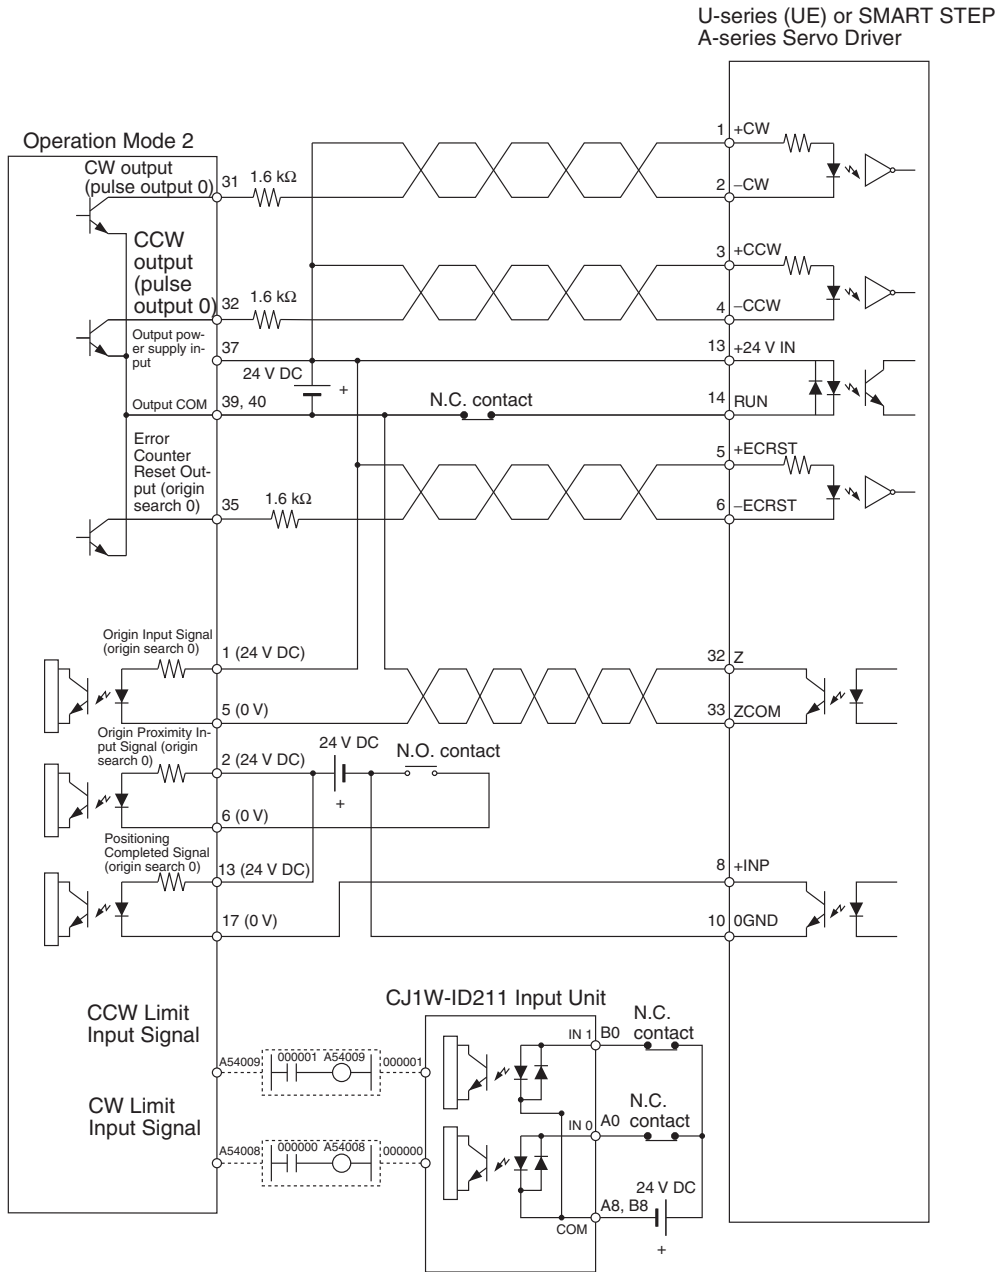 U-series (UE) or SMART STEP
A-series Servo Driver
Operation Mode 2
CW output
(pulse output 0)
31
1.6 kΩ
1
+CW
2
–CW
CCW
output
(pulse
output 0)
32
1.6 kΩ
3
+CCW
4
–CCW
Output pow-
er supply in-
put
37
24 V DC
+
13
+24 V IN
Output COM
39, 40
N.C. contact
14
RUN
Error
Counter
Reset Out-
put (origin
search 0)
35
1.6 kΩ
5
+ECRST
6
–ECRST
Origin Input Signal
(origin search 0)
1 (24 V DC)
5 (0 V)
32
Z
33
ZCOM
Origin Proximity In-
put Signal (origin
search 0)
2 (24 V DC)
24 V DC
+
N.O. contact
6 (0 V)
Positioning
Completed Signal
(origin search 0)
13 (24 V DC)
17 (0 V)
8
+INP
10
0GND
CJ1W-ID211 Input Unit
CCW Limit
Input Signal
A54009
000001
A54009
000001
IN 1
B0
N.C.
contact
CW Limit
Input Signal
A54008
000000
A54008
000000
IN 0
A0
N.C.
contact
COM
A8, B8
24 V DC
+